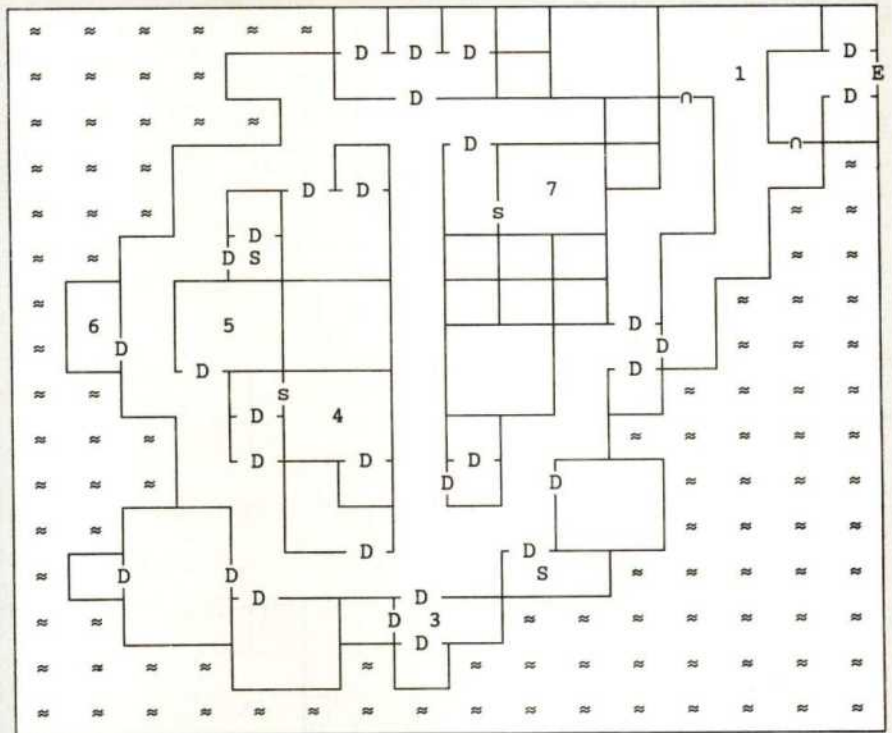 ≈ ≈ ≈ ≈ ≈ ≈
D D D D
≈ ≈ ≈ ≈ 1 E
D ∩ D
≈ ≈ ≈ ≈ ≈
D ∩
≈ ≈ ≈ ≈
D D 7
≈ ≈ ≈ S ≈ ≈
D
≈ ≈ D S ≈ ≈
≈ ≈ ≈ ≈
6 5 D
≈ D D ≈ ≈ ≈
D D
≈ ≈ S ≈ ≈ ≈ ≈
D 4
≈ ≈ ≈ ≈ ≈ ≈ ≈ ≈
D D D
≈ ≈ ≈ D D ≈ ≈ ≈ ≈
≈ ≈ ≈ ≈ ≈ ≈
D D
≈ D D S ≈ ≈ ≈ ≈ ≈
D D
≈ ≈ D 3 ≈ ≈ ≈ ≈ ≈ ≈ ≈
D
≈ ≈ ≈ ≈ ≈ ≈ ≈ ≈ ≈ ≈ ≈ ≈ ≈
≈ ≈ ≈ ≈ ≈ ≈ ≈ ≈ ≈ ≈ ≈ ≈ ≈ ≈ ≈ ≈